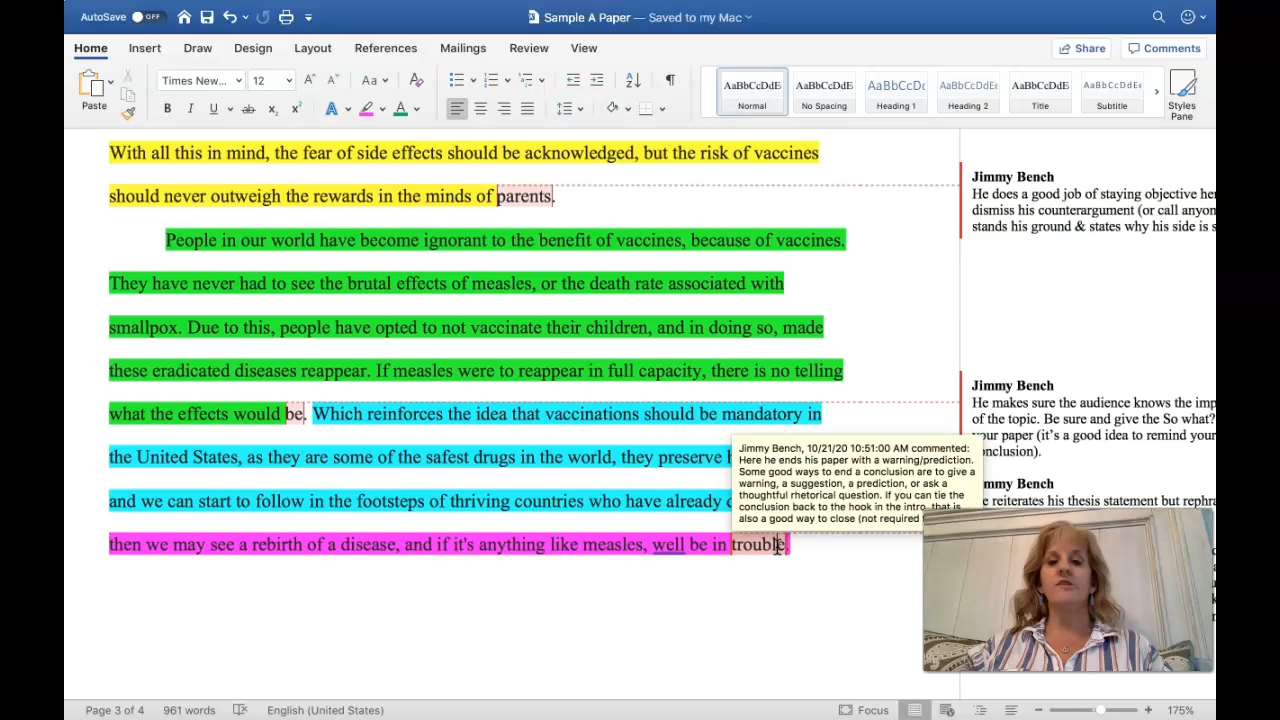 AutoSave OFF Sample A Paper — Saved to my Mac
Home Insert Draw Design Layout References Mailings Review View Share Comments
Paste Times New... 12 Aa AaBbCcDdE AaBbCcDdE AaBbCcDc AaBbCcDdEe AaBbCcDdE AaBbCcDdEe
Normal No Spacing Heading 1 Heading 2 Title Subtitle Styles Pane
With all this in mind, the fear of side effects should be acknowledged, but the risk of vaccines
should never outweigh the rewards in the minds of parents.
People in our world have become ignorant to the benefit of vaccines, because of vaccines.
They have never had to see the brutal effects of measles, or the death rate associated with
smallpox. Due to this, people have opted to not vaccinate their children, and in doing so, made
these eradicated diseases reappear. If measles were to reappear in full capacity, there is no telling
what the effects would be. Which reinforces the idea that vaccinations should be mandatory in
the United States, as they are some of the safest drugs in the world, they preserve
and we can start to follow in the footsteps of thriving countries who have already
then we may see a rebirth of a disease, and if it's anything like measles, well be in trouble.
Jimmy Bench
He does a good job of staying objective her
dismiss his counterargument (or call anyon
stands his ground & states why his side is s
Jimmy Bench
He makes sure the audience knows the imp
of the topic. Be sure and give the So what?
your paper (it's a good idea to remind your
onclusion).
Jimmy Bench
He reiterates his thesis statement but rephra
Jimmy Bench, 10/21/20 10:51:00 AM commented:
Here he ends his paper with a warning/prediction.
Some good ways to end a conclusion are to give a
warning, a suggestion, a prediction, or ask a
thoughtful rhetorical question. If you can tie the
conclusion back to the hook in the intro, that is
also a good way to close (not required
Page 3 of 4 961 words English (United States) Focus 175%